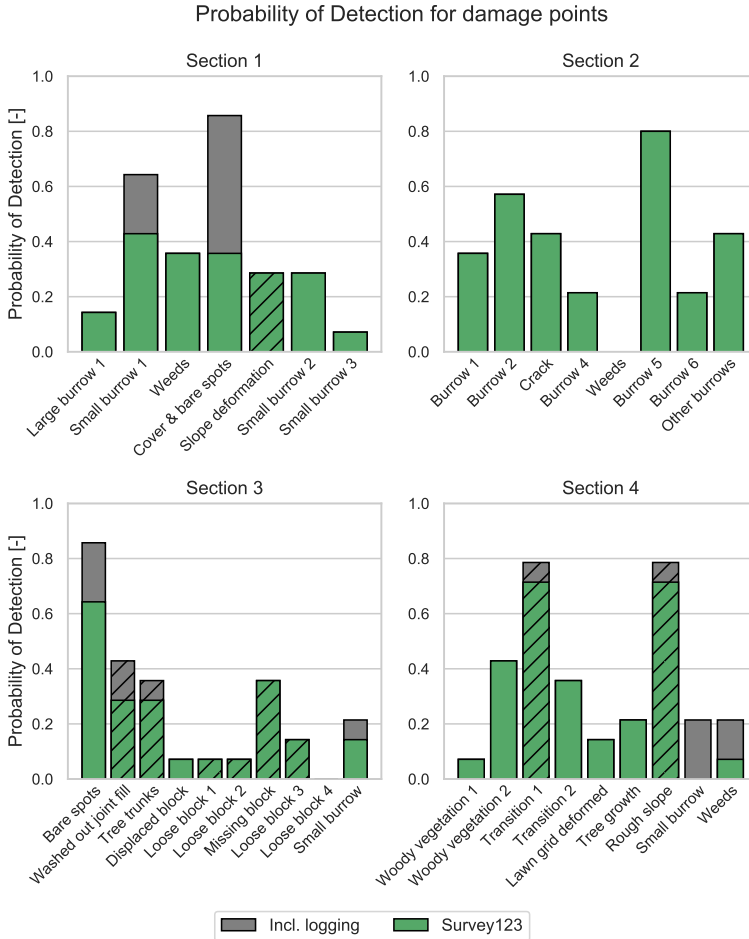 Probability of Detection for damage points
Section 1
Section 2
Probability of Detection [-]
1.0
0.8
0.6
0.4
0.2
0.0
Large burrow 1
Small burrow 1
Weeds
Cover & bare spots
Slope deformation
Small burrow 2
Small burrow 3
1.0
0.8
0.6
0.4
0.2
0.0
Burrow 1
Burrow 2
Crack
Burrow 4
Weeds
Burrow 5
Burrow 6
Other burrows
Section 3
Section 4
Probability of Detection [-]
1.0
0.8
0.6
0.4
0.2
0.0
Bare spots
Washed out joint fill
Tree trunks
Displaced block
Loose block 1
Loose block 2
Missing block
Loose block 3
Loose block 4
Small burrow
1.0
0.8
0.6
0.4
0.2
0.0
Woody vegetation 1
Woody vegetation 2
Transition 1
Transition 2
Lawn grid deformed
Tree growth
Rough slope
Small burrow
Weeds
Incl. logging
Survey123